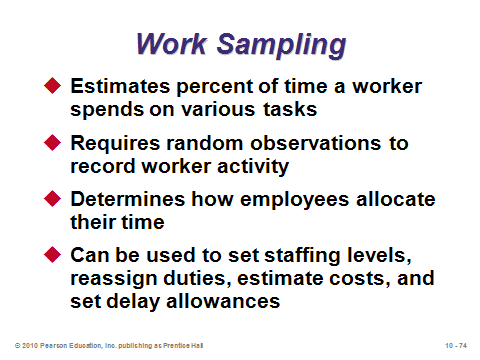 Work Sampling
Estimates percent of time a worker
spends on various tasks
Requires random observations to
record worker activity
Determines how employees allocate
their time
Can be used to set staffing levels,
reassign duties, estimate costs, and
set delay allowances
© 2010 Pearson Education, Inc. publishing as Prentice Hall
10 - 74